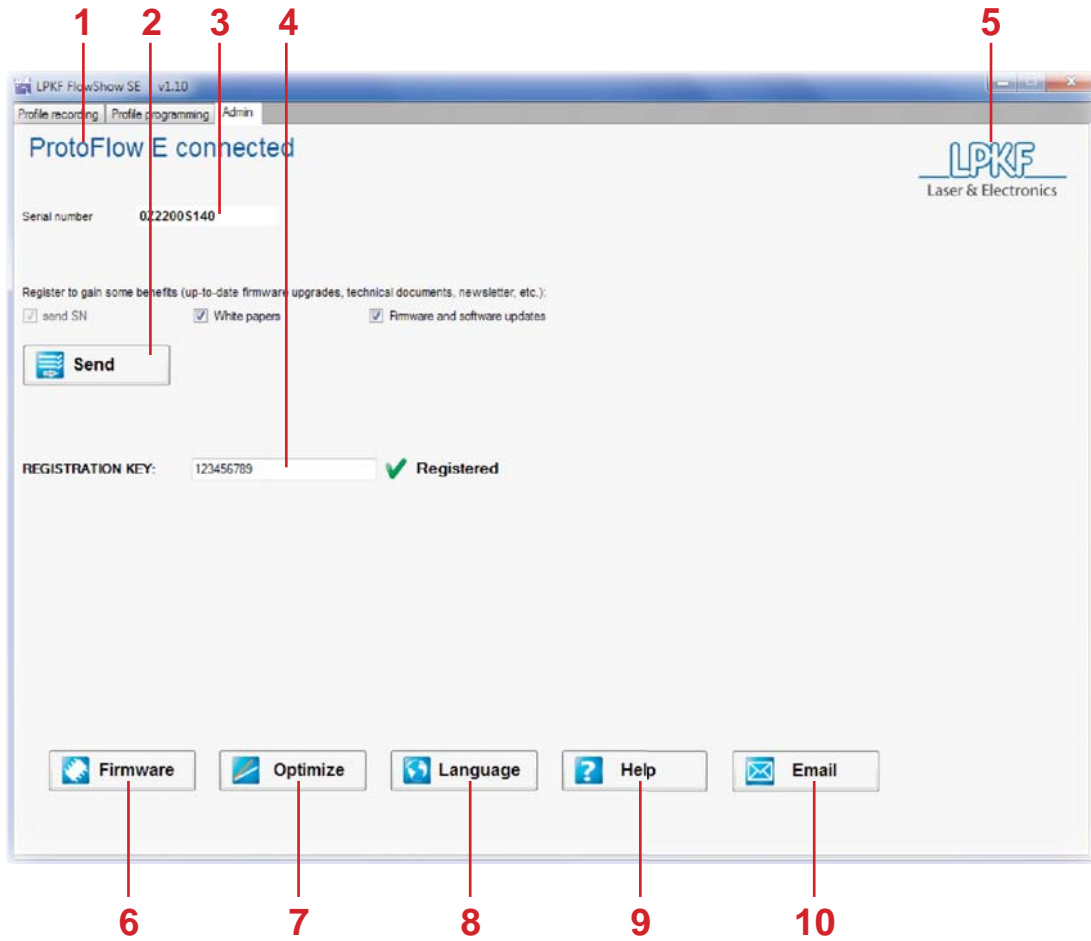 1 2 3 4 5
LPKF FlowShow SE v1.10
Profile recording Profile programming Admin
ProtoFlow E connected
LPKF
Laser & Electronics
Serial number 0Z2200S140
Register to gain some benefits (up-to-date firmware upgrades, technical documents, newsletter, etc.):
send SN White papers Firmware and software updates
Send
REGISTRATION KEY: 123456789 Registered
Firmware Optimize Language Help Email
6 7 8 9 10